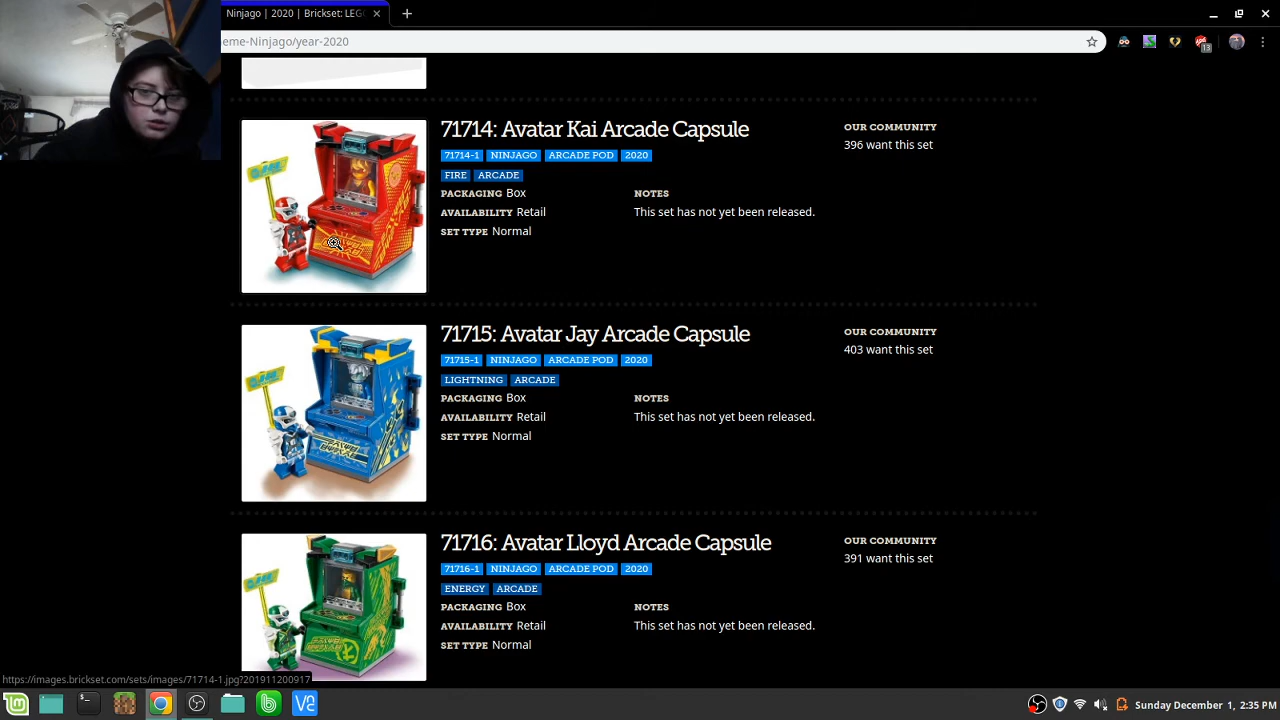 Ninjago | 2020 | Brickset: LEG
eme-Ninjago/year-2020
13
71714: Avatar Kai Arcade Capsule
71714-1 NINJAGO ARCADE POD 2020
FIRE ARCADE
PACKAGING Box
AVAILABILITY Retail
SET TYPE Normal
NOTES
This set has not yet been released.
OUR COMMUNITY
396 want this set
71715: Avatar Jay Arcade Capsule
71715-1 NINJAGO ARCADE POD 2020
LIGHTNING ARCADE
PACKAGING Box
AVAILABILITY Retail
SET TYPE Normal
NOTES
This set has not yet been released.
OUR COMMUNITY
403 want this set
71716: Avatar Lloyd Arcade Capsule
71716-1 NINJAGO ARCADE POD 2020
ENERGY ARCADE
PACKAGING Box
AVAILABILITY Retail
SET TYPE Normal
NOTES
This set has not yet been released.
OUR COMMUNITY
391 want this set
https://images.brickset.com/sets/images/71714-1.jpg?201911200917
Sunday December 1, 2:35 PM